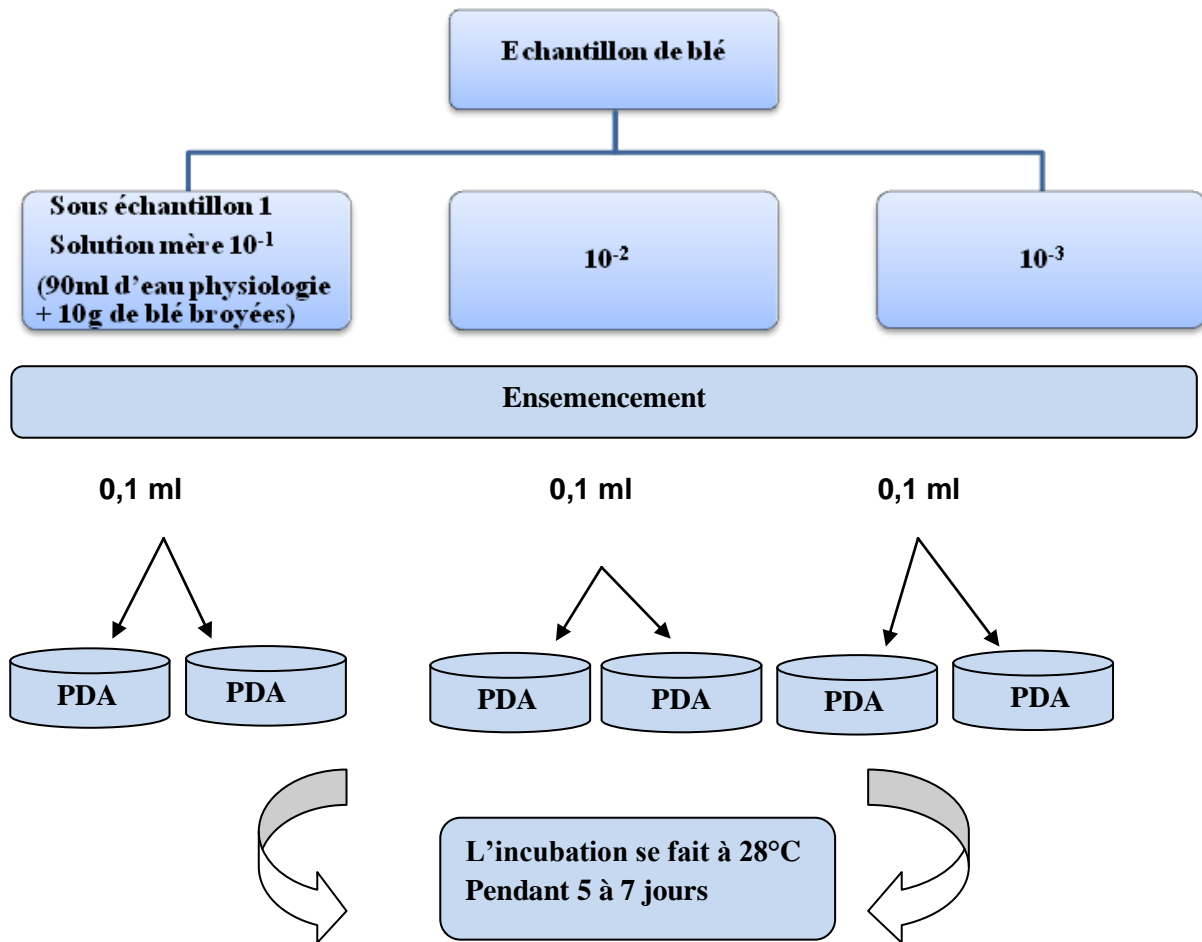 Echantillon de blé
Sous échantillon 1
Solution mère 10⁻¹
(90ml d'eau physiologie
+ 10g de blé broyées)
10⁻²
10⁻³
Ensemencement
0,1 ml
0,1 ml
0,1 ml
PDA
PDA
PDA
PDA
PDA
PDA
L'incubation se fait à 28°C
Pendant 5 à 7 jours